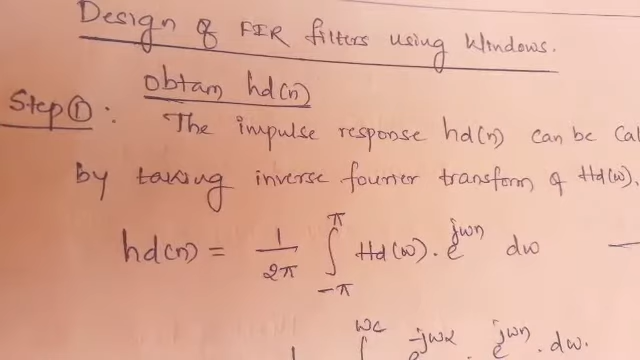 Design of FIR filters using Windows.
Obtain hd(n)
Step ①: The impulse response hd(n) can be Cal
by taking inverse fourier transform of Hd(ω).
hd(n) = 1/2π ∫_{-π}^{π} Hd(ω) · e^{jωn} dω —
ωc -jωα jωn
∫ e · e · dω.